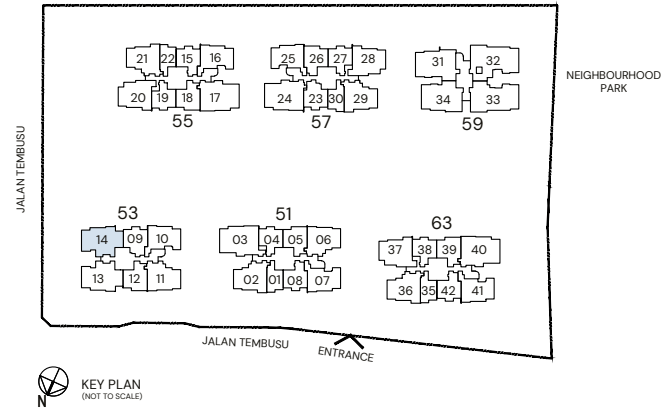 21 22 15 16
25 26 27 28
31 32
20 19 18 17
24 23 30 29
34 33
55
57
59
NEIGHBOURHOOD
PARK
JALAN TEMBUSU
53
51
63
14 09 10
03 04 05 06
37 38 39 40
13 12 11
02 01 08 07
36 35 42 41
JALAN TEMBUSU
ENTRANCE
N
KEY PLAN
(NOT TO SCALE)